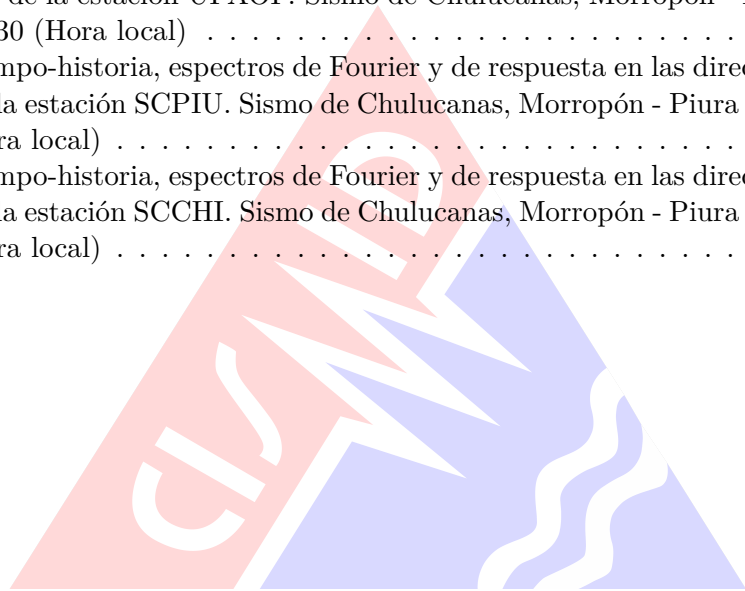 de la estación UPAOP. Sismo de Chulucanas, Morropón -
30 (Hora local) . . . . . . . . . . . . . . . . . . . . . . . . . . . .
mpo-historia, espectros de Fourier y de respuesta en las direc
la estación SCPIU. Sismo de Chulucanas, Morropón - Piura
ra local) . . . . . . . . . . . . . . . . . . . . . . . . . . . . . . . .
mpo-historia, espectros de Fourier y de respuesta en las direc
la estación SCCHI. Sismo de Chulucanas, Morropón - Piura
ra local) . . . . . . . . . . . . . . . . . . . . . . . . . . . . . . . .
CISMID